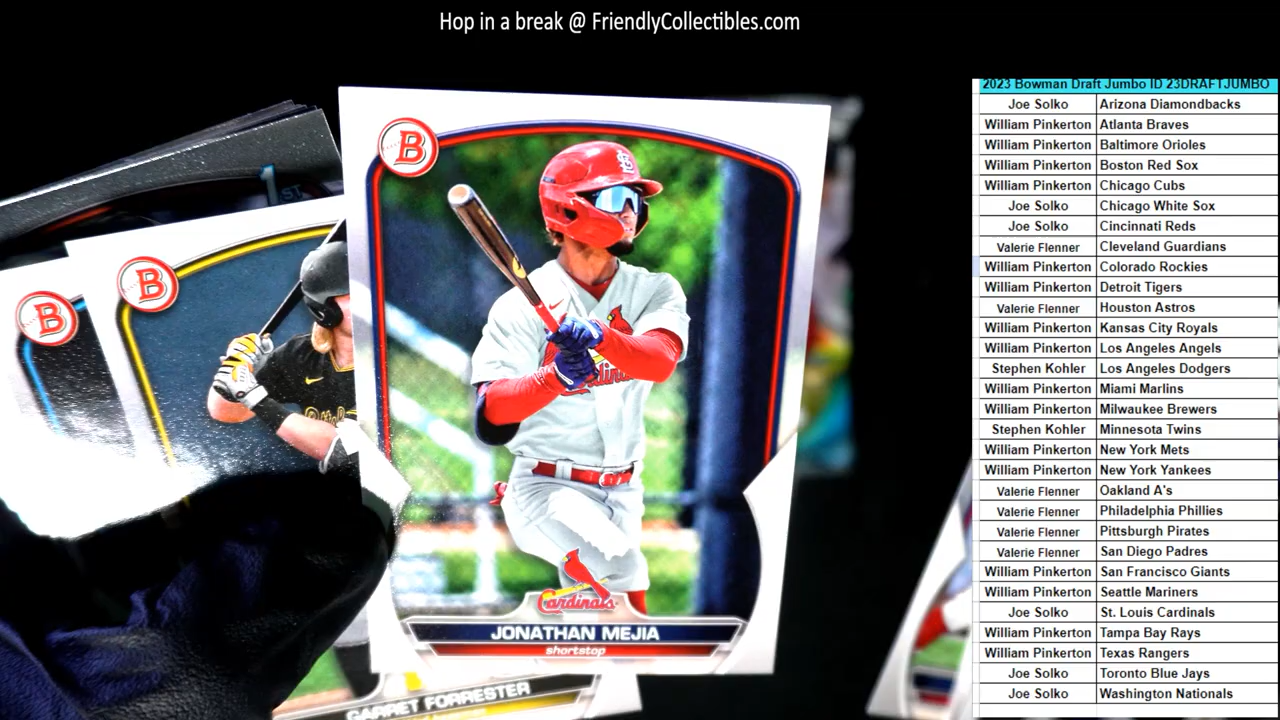 Hop in a break @ FriendlyCollectibles.com
2023 Bowman Draft Jumbo ID 23DRAFTJUMBO
Joe Solko Arizona Diamondbacks
William Pinkerton Atlanta Braves
William Pinkerton Baltimore Orioles
William Pinkerton Boston Red Sox
William Pinkerton Chicago Cubs
Joe Solko Chicago White Sox
Joe Solko Cincinnati Reds
Valerie Flenner Cleveland Guardians
William Pinkerton Colorado Rockies
William Pinkerton Detroit Tigers
Valerie Flenner Houston Astros
William Pinkerton Kansas City Royals
William Pinkerton Los Angeles Angels
Stephen Kohler Los Angeles Dodgers
William Pinkerton Miami Marlins
William Pinkerton Milwaukee Brewers
Stephen Kohler Minnesota Twins
William Pinkerton New York Mets
William Pinkerton New York Yankees
Valerie Flenner Oakland A's
Valerie Flenner Philadelphia Phillies
Valerie Flenner Pittsburgh Pirates
Valerie Flenner San Diego Padres
William Pinkerton San Francisco Giants
William Pinkerton Seattle Mariners
Joe Solko St. Louis Cardinals
William Pinkerton Tampa Bay Rays
William Pinkerton Texas Rangers
Joe Solko Toronto Blue Jays
Joe Solko Washington Nationals
1ST
B
B
B
Cardinals
JONATHAN MEJIA
shortstop
GARRET FORRESTER